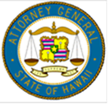 ATTORNEY GENERAL
STATE OF HAWAII